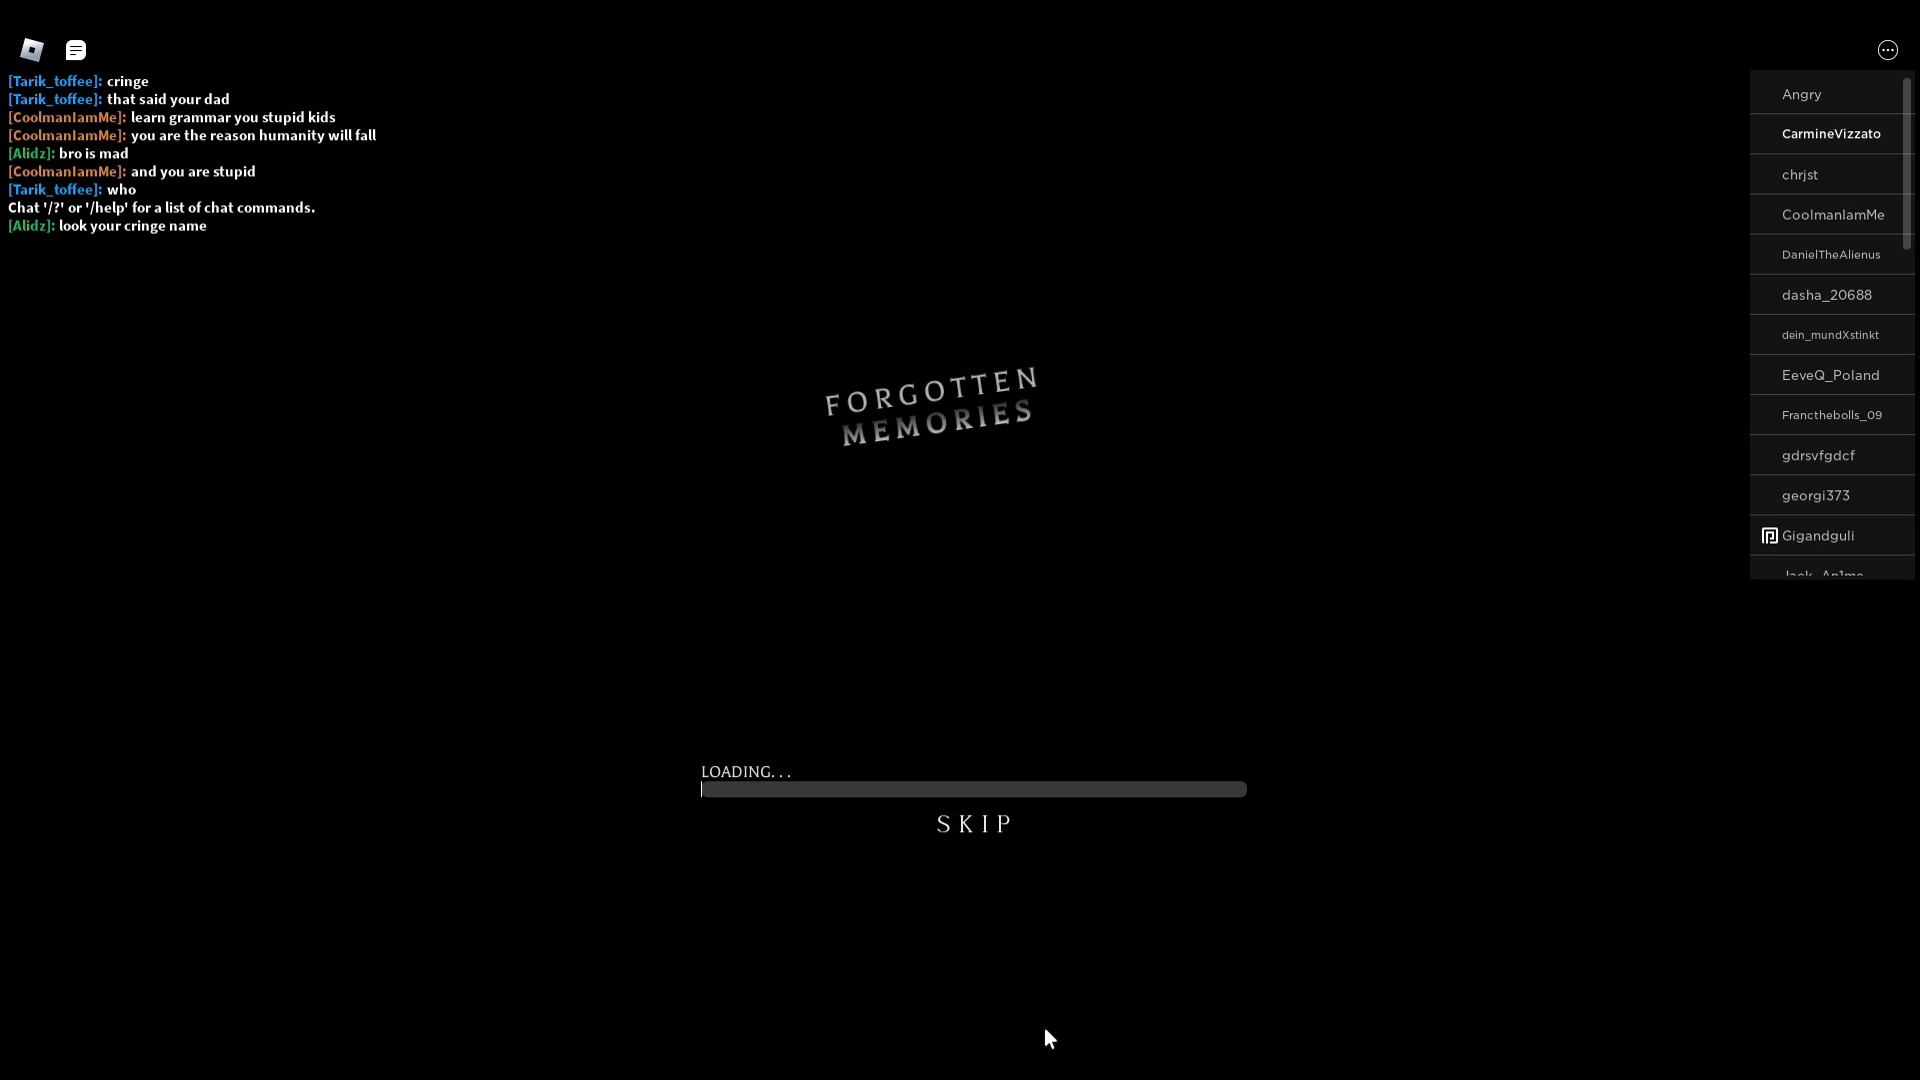 [Tarik_toffee]: cringe
[Tarik_toffee]: that said your dad
[CoolmanIamMe]: learn grammar you stupid kids
[CoolmanIamMe]: you are the reason humanity will fall
[Alidz]: bro is mad
[CoolmanIamMe]: and you are stupid
[Tarik_toffee]: who
Chat '/?' or '/help' for a list of chat commands.
[Alidz]: look your cringe name
Angry
CarmineVizzato
chrjst
CoolmanIamMe
DanielTheAlienus
dasha_20688
dein_mundXstinkt
EeveQ_Poland
Francthebolls_09
gdrsvfgdcf
georgi373
Gigandguli
FORGOTTEN
MEMORIES
LOADING. . .
SKIP